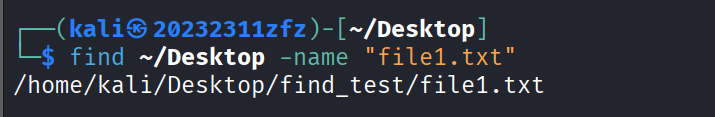 ┌──(kali㉿20232311zfz)-[~/Desktop]
└─$ find ~/Desktop -name "file1.txt"
/home/kali/Desktop/find_test/file1.txt